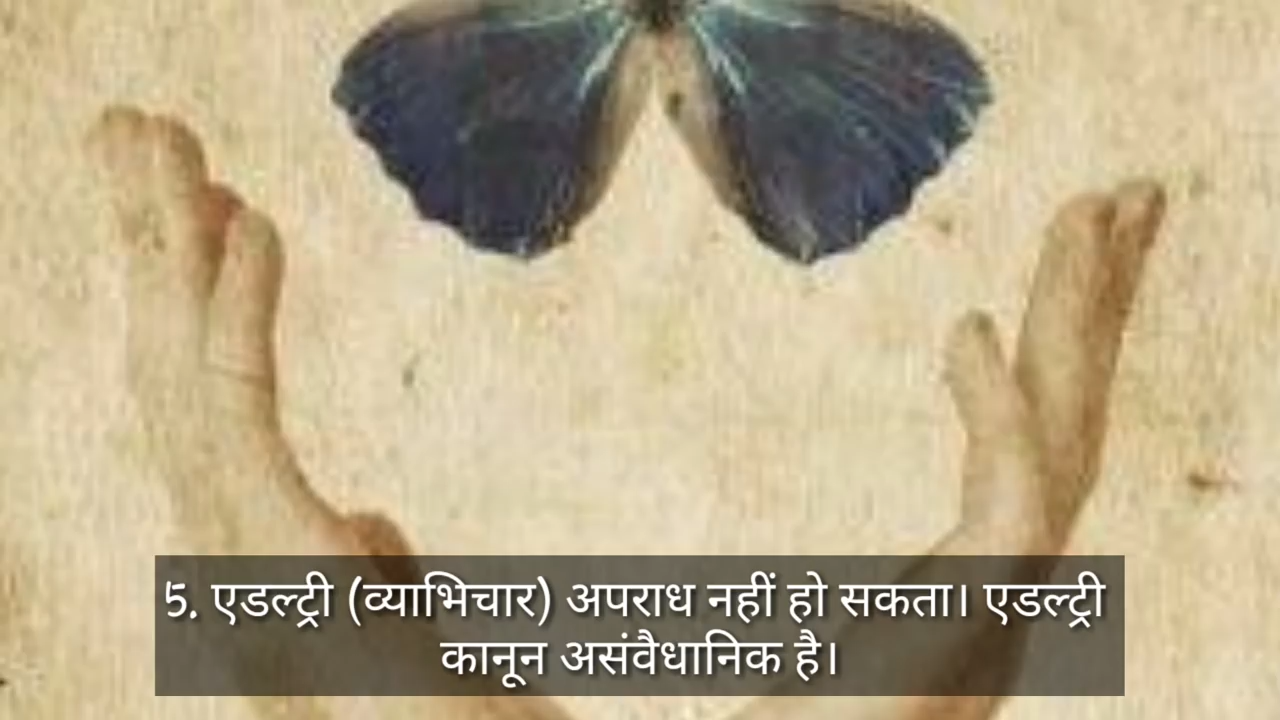 5. एडल्ट्री (व्याभिचार) अपराध नहीं हो सकता। एडल्ट्री
कानून असंवैधानिक है।